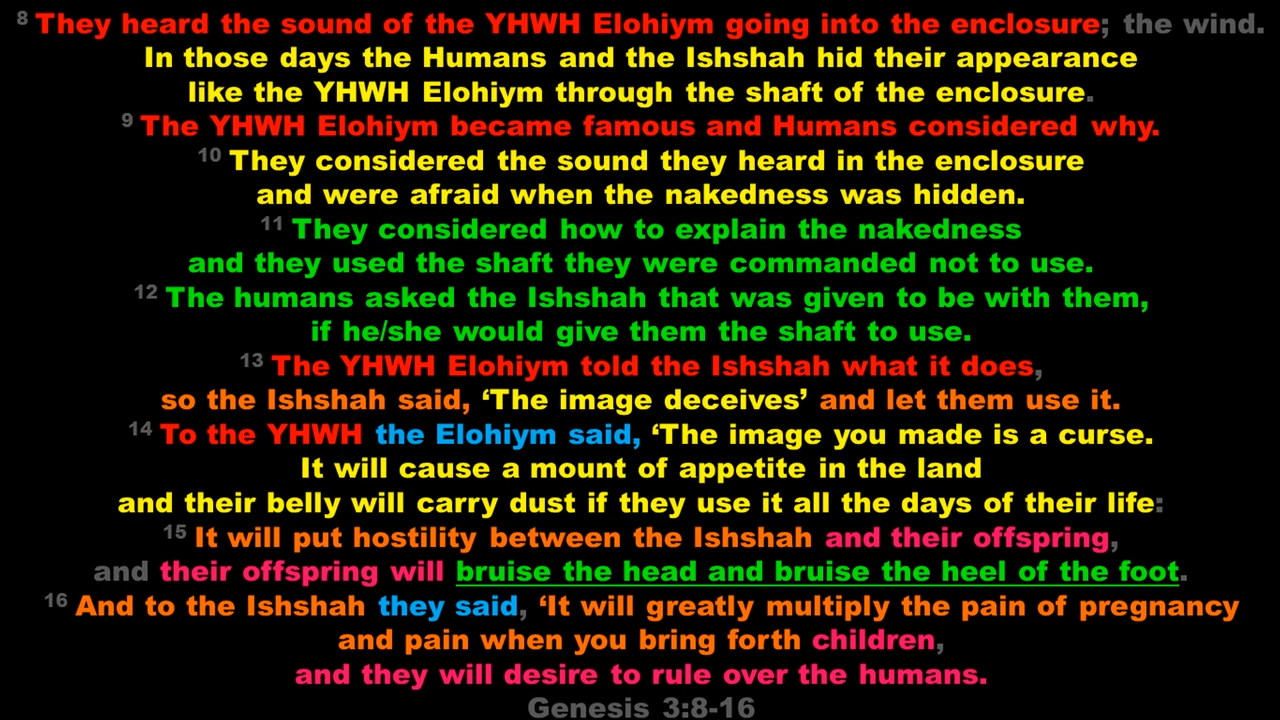 8 They heard the sound of the YHWH Elohiym going into the enclosure; the wind.
In those days the Humans and the Ishshah hid their appearance
like the YHWH Elohiym through the shaft of the enclosure.
9 The YHWH Elohiym became famous and Humans considered why.
10 They considered the sound they heard in the enclosure
and were afraid when the nakedness was hidden.
11 They considered how to explain the nakedness
and they used the shaft they were commanded not to use.
12 The humans asked the Ishshah that was given to be with them,
if he/she would give them the shaft to use.
13 The YHWH Elohiym told the Ishshah what it does,
so the Ishshah said, ‘The image deceives’ and let them use it.
14 To the YHWH the Elohiym said, ‘The image you made is a curse.
It will cause a mount of appetite in the land
and their belly will carry dust if they use it all the days of their life:
15 It will put hostility between the Ishshah and their offspring,
and their offspring will bruise the head and bruise the heel of the foot.
16 And to the Ishshah they said, ‘It will greatly multiply the pain of pregnancy
and pain when you bring forth children,
and they will desire to rule over the humans.
Genesis 3:8-16